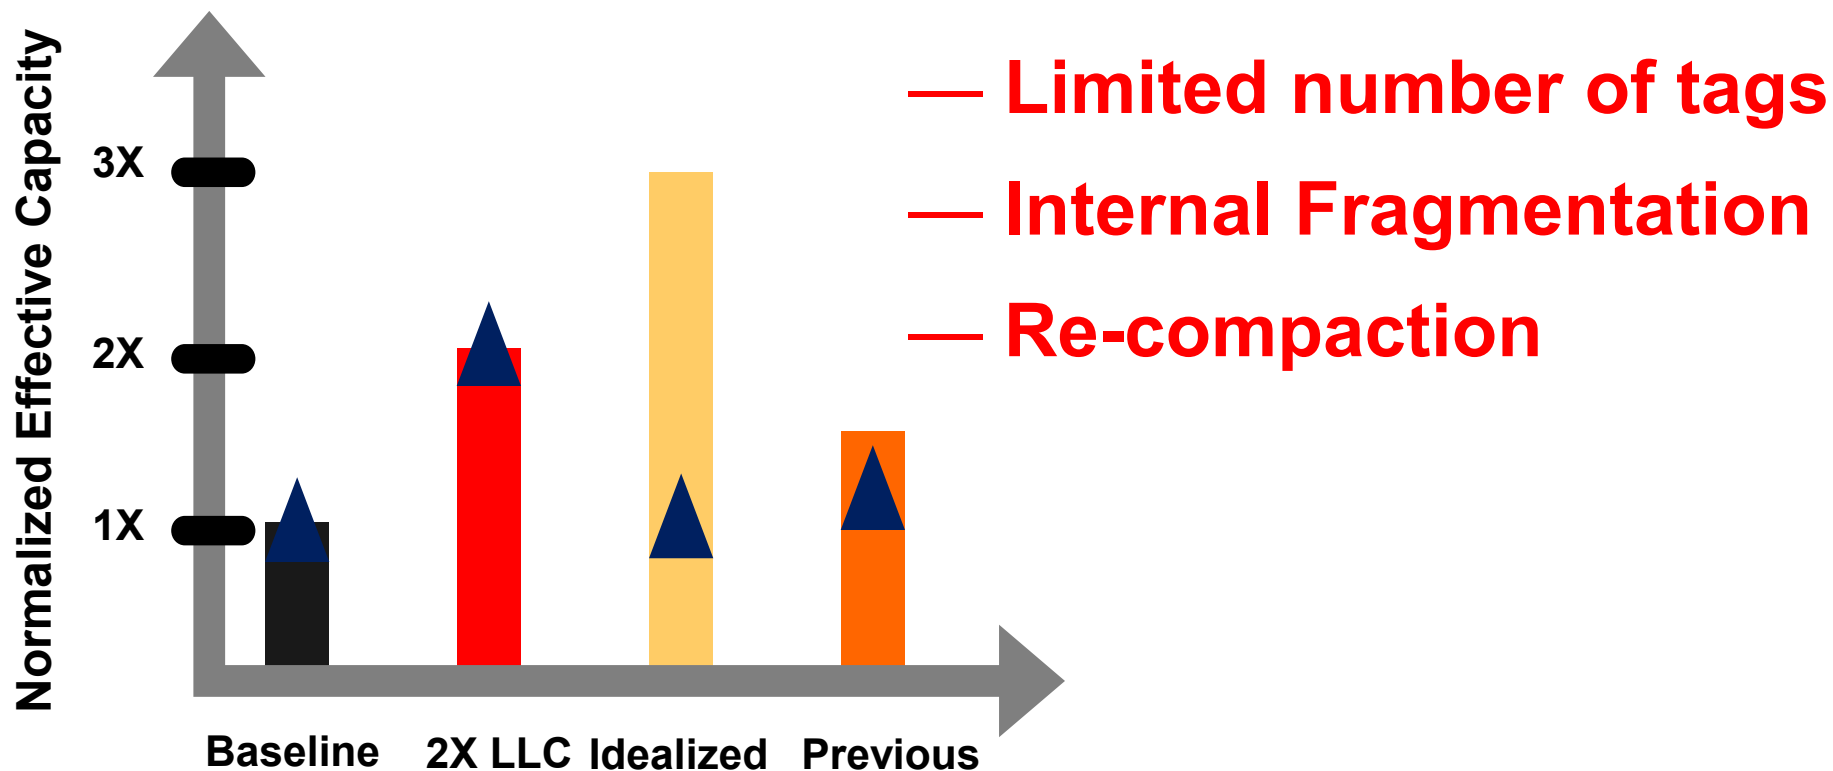 Normalized Effective Capacity
3X
2X
1X
Baseline
2X LLC
Idealized
Previous
— Limited number of tags
— Internal Fragmentation
— Re-compaction